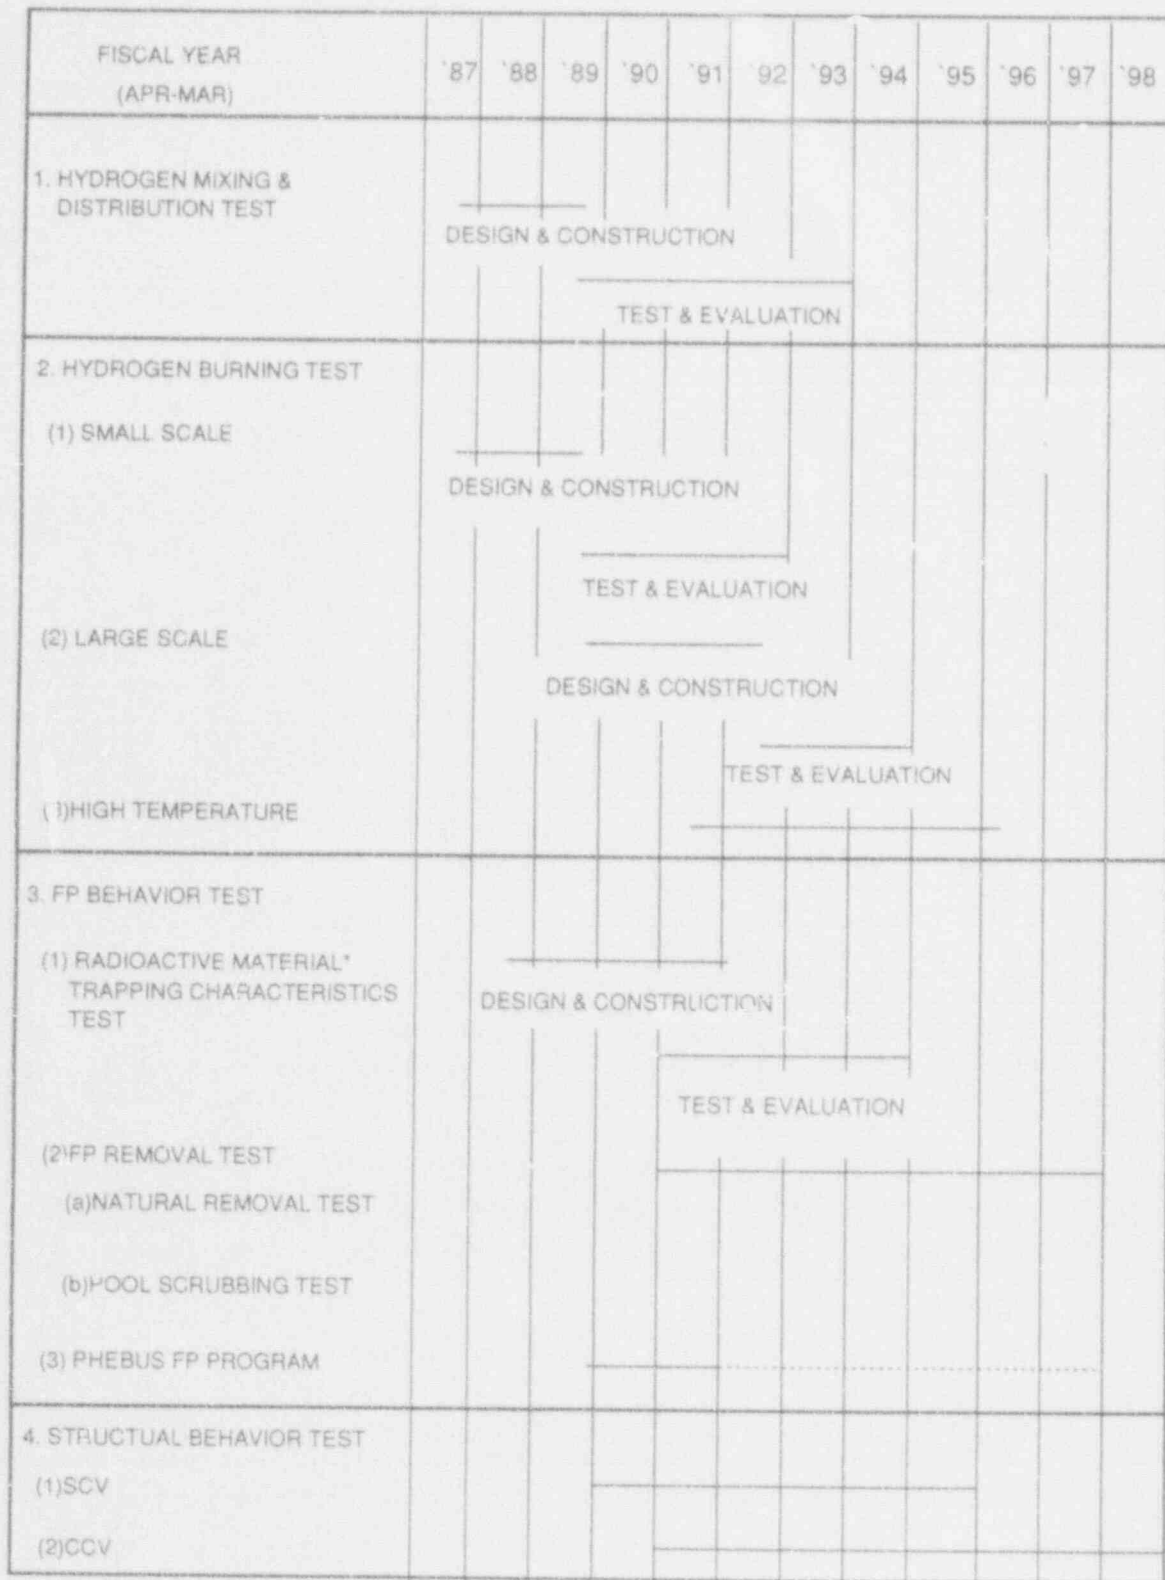 FISCAL YEAR
(APR-MAR)
`87 `88 `89 `90 `91 `92 `93 `94 `95 `96 `97 `98
1. HYDROGEN MIXING &
DISTRIBUTION TEST
DESIGN & CONSTRUCTION
TEST & EVALUATION
2. HYDROGEN BURNING TEST
(1) SMALL SCALE
DESIGN & CONSTRUCTION
TEST & EVALUATION
(2) LARGE SCALE
DESIGN & CONSTRUCTION
TEST & EVALUATION
HIGH TEMPERATURE
3. FP BEHAVIOR TEST
(1) RADIOACTIVE MATERIAL*
TRAPPING CHARACTERISTICS
TEST
DESIGN & CONSTRUCTION
TEST & EVALUATION
(2)FP REMOVAL TEST
(a)NATURAL REMOVAL TEST
(b)POOL SCRUBBING TEST
(3) PHEBUS FP PROGRAM
4. STRUCTUAL BEHAVIOR TEST
(1)SCV
(2)CCV